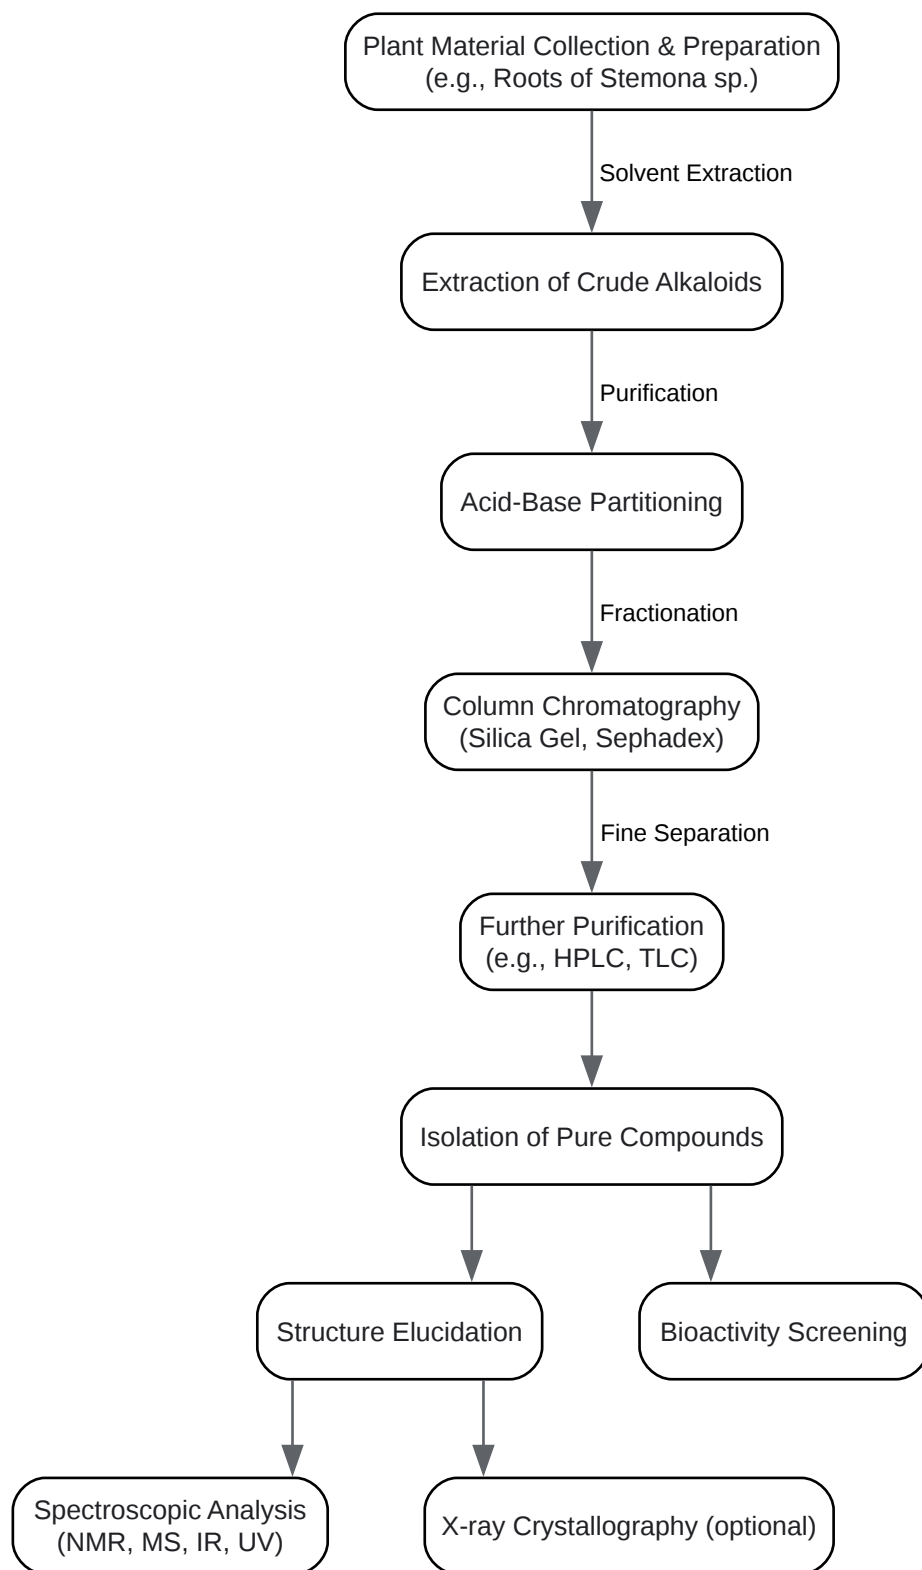 Plant Material Collection & Preparation
(e.g., Roots of Stemona sp.)
Solvent Extraction
Extraction of Crude Alkaloids
Purification
Acid-Base Partitioning
Fractionation
Column Chromatography
(Silica Gel, Sephadex)
Fine Separation
Further Purification
(e.g., HPLC, TLC)
Isolation of Pure Compounds
Structure Elucidation
Bioactivity Screening
Spectroscopic Analysis
(NMR, MS, IR, UV)
X-ray Crystallography (optional)